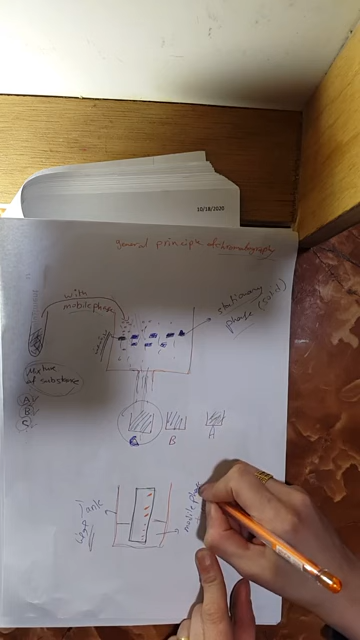 10/18/2020
general principle of chromatography
with
mobile phase
stationary
phase (solid)
Mixture
of substance
A
B
C
C
B
A
tank
mobile phase